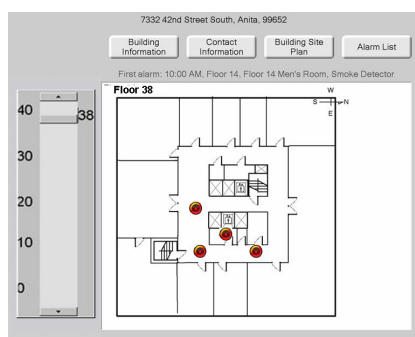 7332 42nd Street South, Anita, 99652
Building Information
Contact Information
Building Site Plan
Alarm List
First alarm: 10:00 AM, Floor 14, Floor 14 Men's Room, Smoke Detector
Floor 38
W
S N
E
40
38
30
20
10
0